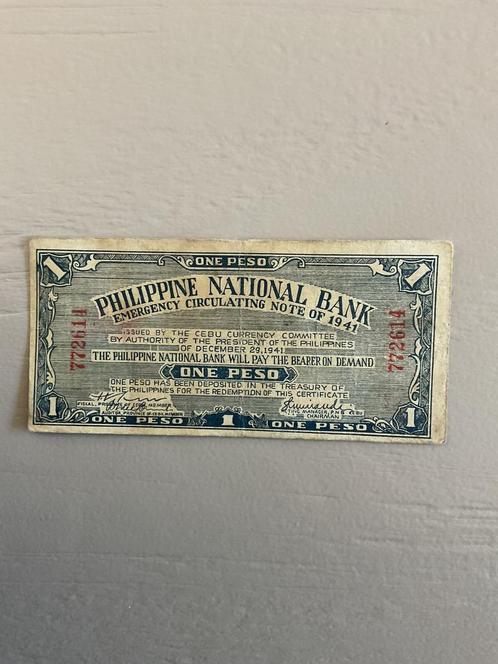 1 ONE PESO 1
PHILIPPINE NATIONAL BANK
EMERGENCY CIRCULATING NOTE OF 1941
772614
ISSUED BY THE CEBU CURRENCY COMMITTEE
BY AUTHORITY OF THE PRESIDENT OF THE PHILIPPINES
OF DECEMBER 29, 1941
772614
THE PHILIPPINE NATIONAL BANK WILL PAY THE BEARER ON DEMAND
ONE PESO
ONE PESO HAS BEEN DEPOSITED IN THE TREASURY OF
THE PHILIPPINES FOR THE REDEMPTION OF THIS CERTIFICATE
MEMBER
MANAGER, P.N.B. CEBU
CHAIRMAN
1 ONE PESO 1 ONE PESO 1